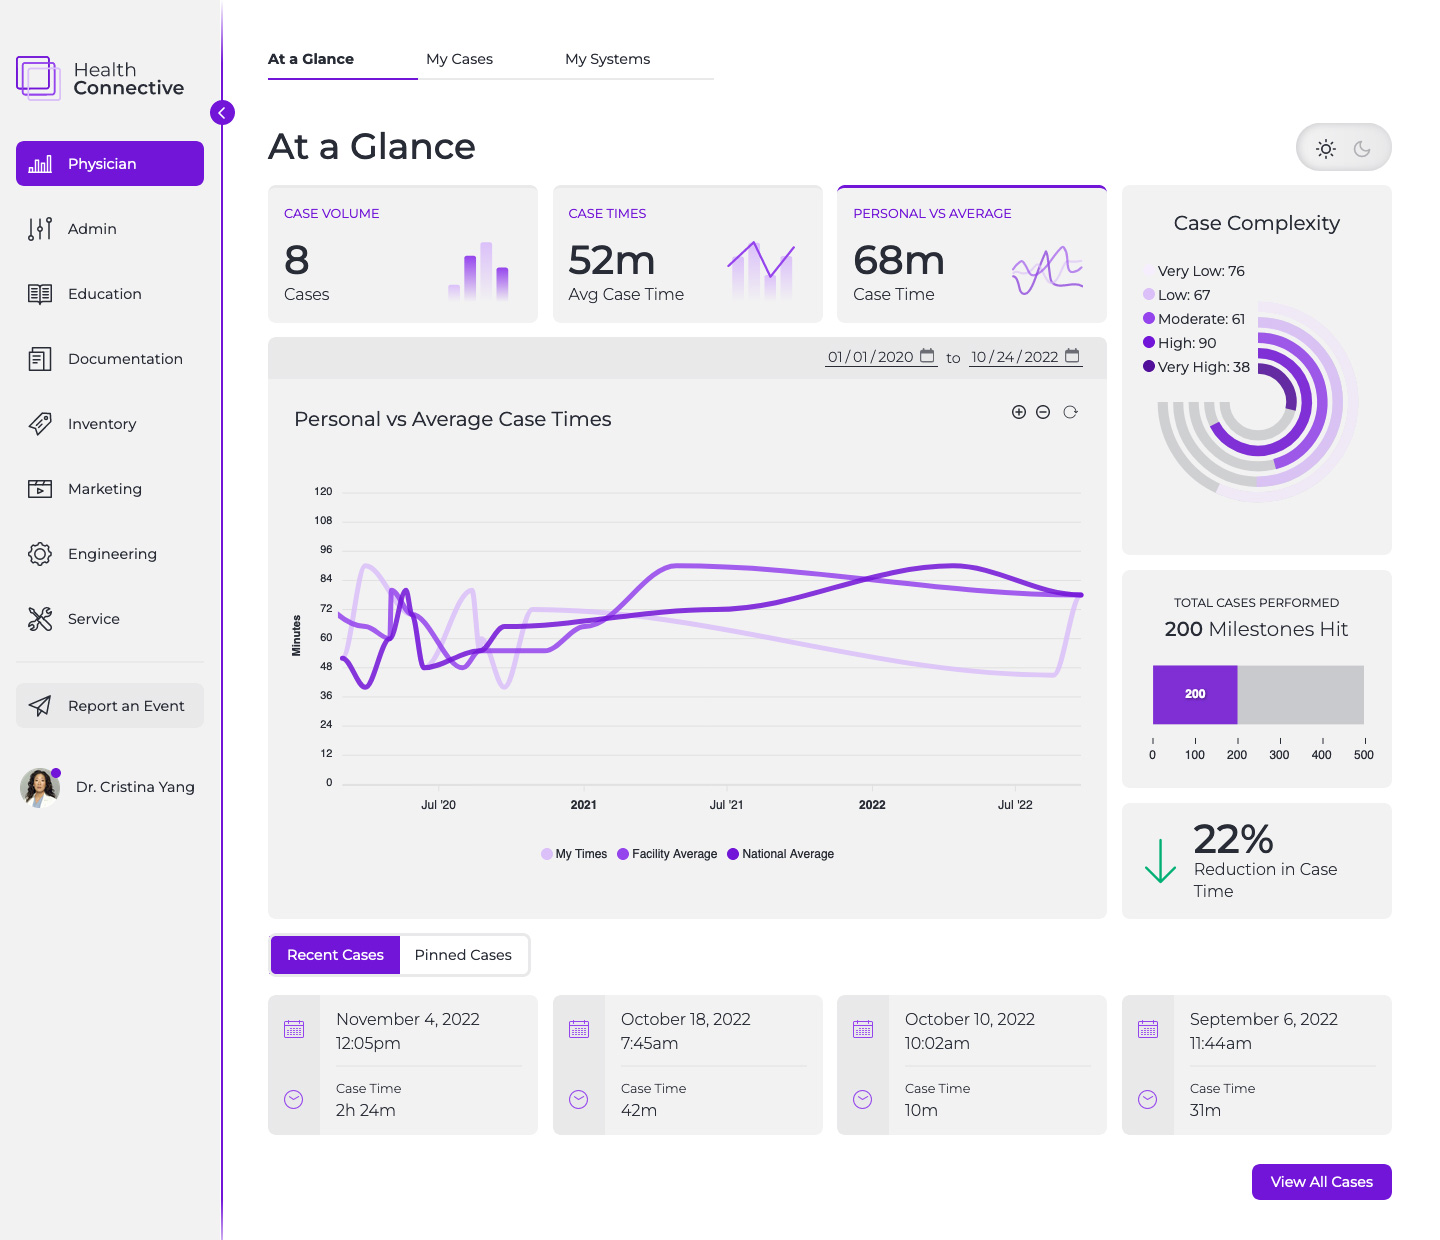 Health
Connective
Physician
Admin
Education
Documentation
Inventory
Marketing
Engineering
Service
Report an Event
Dr. Cristina Yang
At a Glance
My Cases
My Systems
At a Glance
CASE VOLUME
8
Cases
CASE TIMES
52m
Avg Case Time
PERSONAL VS AVERAGE
68m
Case Time
01/01/2020 to 10/24/2022
Personal vs Average Case Times
Minutes
120
108
96
84
72
60
48
36
24
12
0
Jul '20
2021
Jul '21
2022
Jul '22
My Times
Facility Average
National Average
Case Complexity
Very Low: 76
Low: 67
Moderate: 61
High: 90
Very High: 38
TOTAL CASES PERFORMED
200 Milestones Hit
200
0
100
200
300
400
500
22%
Reduction in Case
Time
Recent Cases
Pinned Cases
November 4, 2022
12:05pm
Case Time
2h 24m
October 18, 2022
7:45am
Case Time
42m
October 10, 2022
10:02am
Case Time
10m
September 6, 2022
11:44am
Case Time
31m
View All Cases